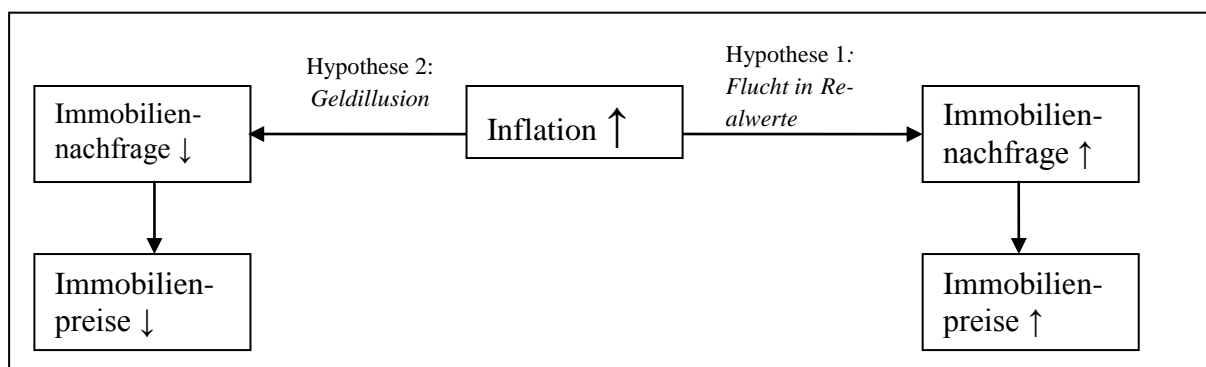 Hypothese 2:
Geldillusion
Hypothese 1:
Flucht in Re-
alwerte
Immobilien-
nachfrage ↓
Inflation ↑
Immobilien-
nachfrage ↑
Immobilien-
preise ↓
Immobilien-
preise ↑